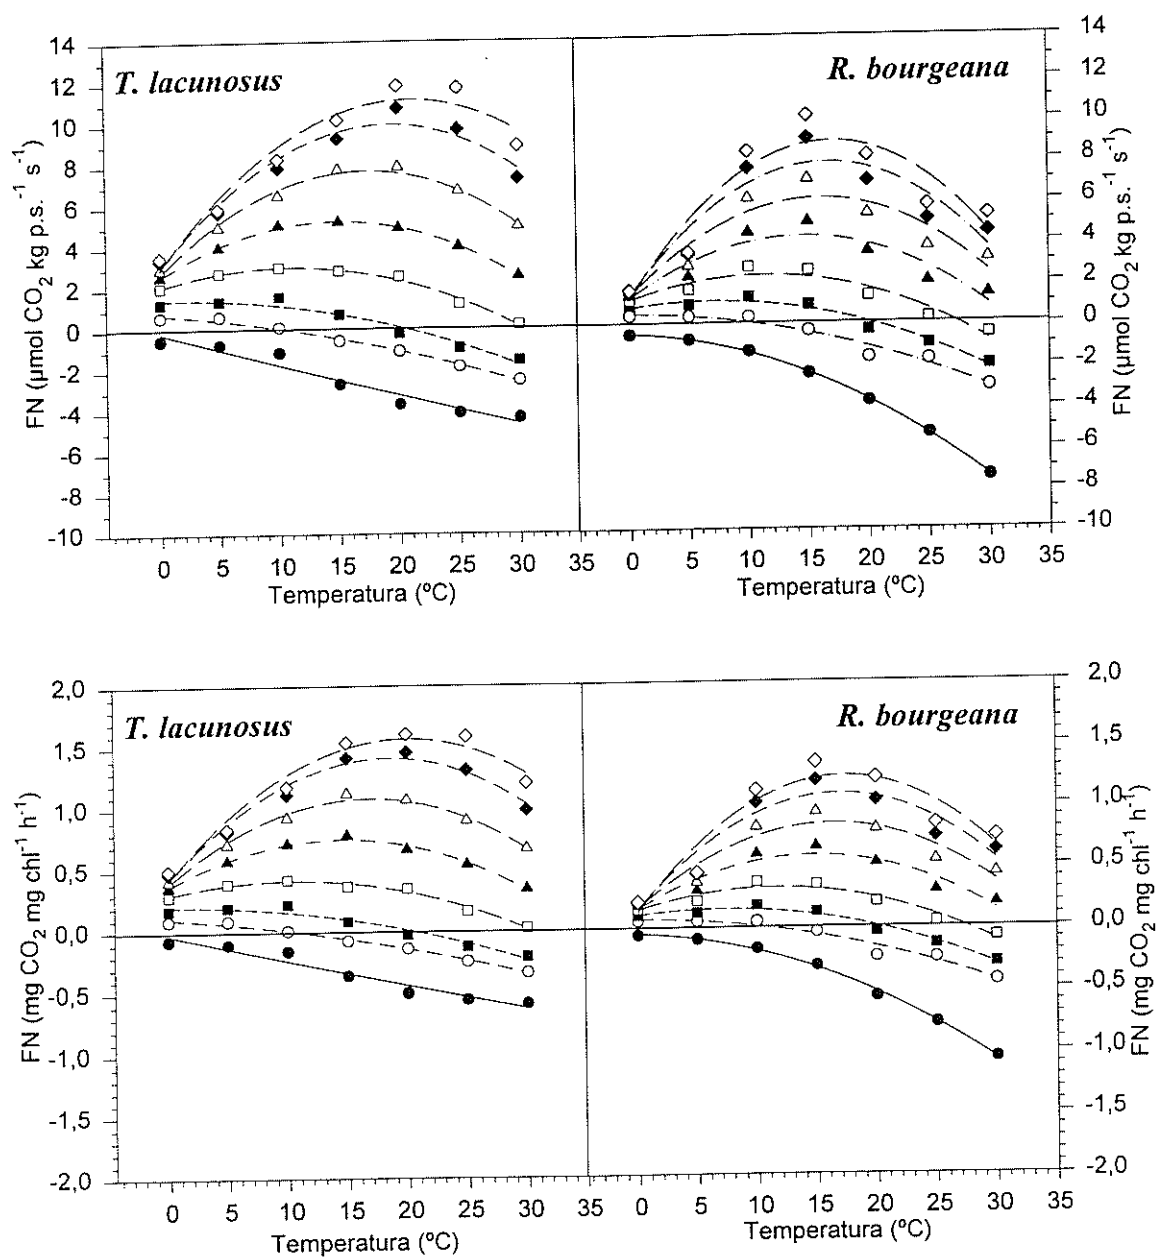 T. lacunosus
R. bourgeana
14
12
10
8
6
4
2
0
-2
-4
-6
-8
-10
FN (µmol CO2 kg p.s.-1 s-1)
14
12
10
8
6
4
2
0
-2
-4
-6
-8
-10
FN (µmol CO2 kg p.s.-1 s-1)
0 5 10 15 20 25 30
0 5 10 15 20 25 30 35
Temperatura (ºC)
Temperatura (ºC)
T. lacunosus
R. bourgeana
2,0
1,5
1,0
0,5
0,0
-0,5
-1,0
-1,5
-2,0
FN (mg CO2 mg chl-1 h-1)
2,0
1,5
1,0
0,5
0,0
-0,5
-1,0
-1,5
-2,0
FN (mg CO2 mg chl-1 h-1)
0 5 10 15 20 25 30
0 5 10 15 20 25 30 35
Temperatura (ºC)
Temperatura (ºC)